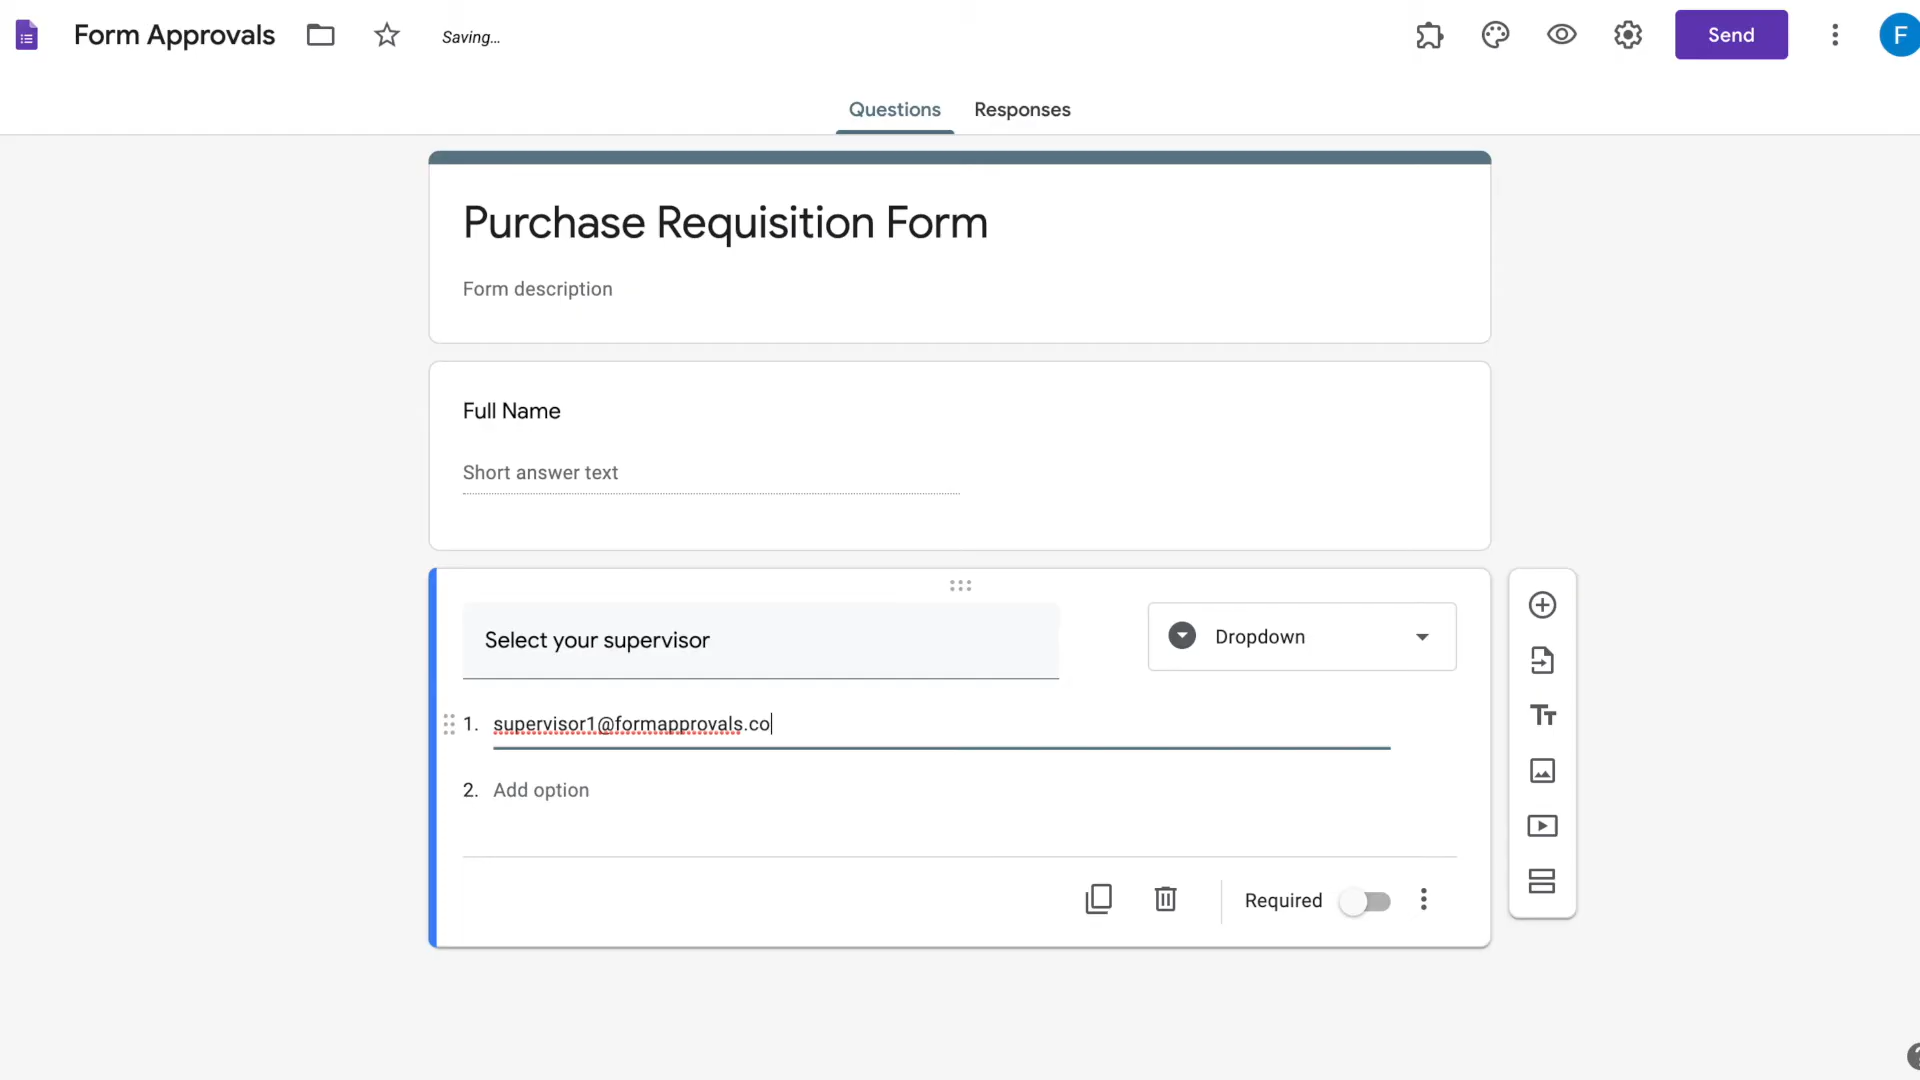 Form Approvals
Saving...
Send
F
Questions
Responses
Purchase Requisition Form
Form description
Full Name
Short answer text
Select your supervisor
Dropdown
1. supervisor1@formapprovals.co
2. Add option
Required
Tт
?